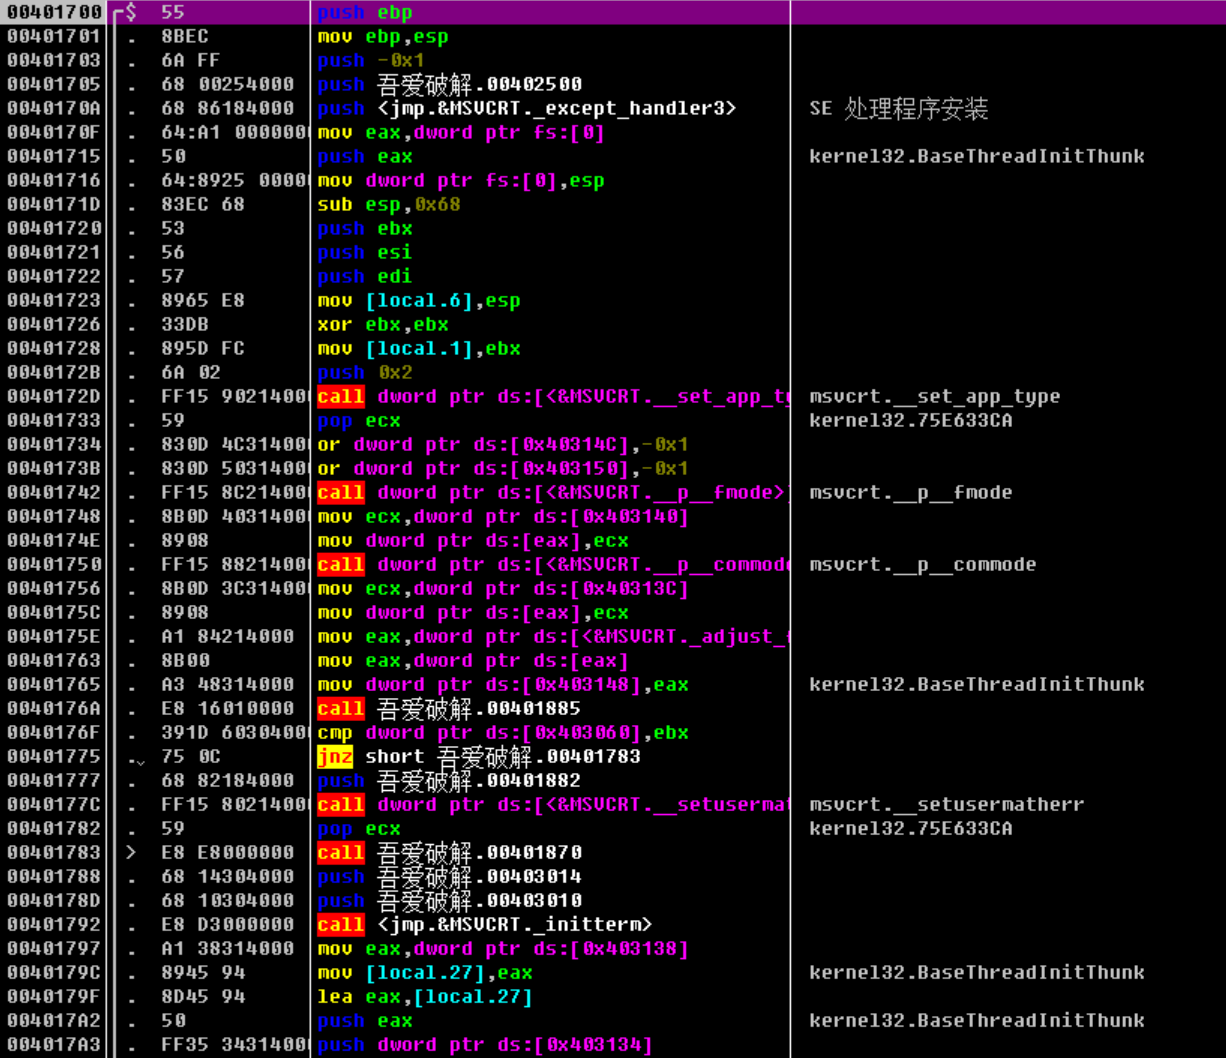 00401700 ┌$ 55 push ebp
00401701 . 8BEC mov ebp,esp
00401703 . 6A FF push -0x1
00401705 . 68 00254000 push 吾爱破解.00402500
0040170A . 68 86184000 push <jmp.&MSVCRT._except_handler3> SE 处理程序安装
0040170F . 64:A1 000000 mov eax,dword ptr fs:[0]
00401715 . 50 push eax kernel32.BaseThreadInitThunk
00401716 . 64:8925 0000 mov dword ptr fs:[0],esp
0040171D . 83EC 68 sub esp,0x68
00401720 . 53 push ebx
00401721 . 56 push esi
00401722 . 57 push edi
00401723 . 8965 E8 mov [local.6],esp
00401726 . 33DB xor ebx,ebx
00401728 . 895D FC mov [local.1],ebx
0040172B . 6A 02 push 0x2
0040172D . FF15 90214000 call dword ptr ds:[<&MSVCRT.__set_app_ty msvcrt.__set_app_type
00401733 . 59 pop ecx kernel32.75E633CA
00401734 . 830D 4C31400 or dword ptr ds:[0x40314C],-0x1
0040173B . 830D 5031400 or dword ptr ds:[0x403150],-0x1
00401742 . FF15 8C21400 call dword ptr ds:[<&MSVCRT.__p__fmode>] msvcrt.__p__fmode
00401748 . 8B0D 4031400 mov ecx,dword ptr ds:[0x403140]
0040174E . 8908 mov dword ptr ds:[eax],ecx
00401750 . FF15 8821400 call dword ptr ds:[<&MSVCRT.__p__commode msvcrt.__p__commode
00401756 . 8B0D 3C31400 mov ecx,dword ptr ds:[0x40313C]
0040175C . 8908 mov dword ptr ds:[eax],ecx
0040175E . A1 84214000 mov eax,dword ptr ds:[<&MSVCRT._adjust_
00401763 . 8B00 mov eax,dword ptr ds:[eax]
00401765 . A3 48314000 mov dword ptr ds:[0x403148],eax kernel32.BaseThreadInitThunk
0040176A . E8 16010000 call 吾爱破解.00401885
0040176F . 391D 6030400 cmp dword ptr ds:[0x403060],ebx
00401775 . 75 0C jnz short 吾爱破解.00401783
00401777 . 68 82184000 push 吾爱破解.00401882
0040177C . FF15 8021400 call dword ptr ds:[<&MSVCRT.__setusermat msvcrt.__setusermatherr
00401782 . 59 pop ecx kernel32.75E633CA
00401783 > E8 E8000000 call 吾爱破解.00401870
00401788 . 68 14304000 push 吾爱破解.00403014
0040178D . 68 10304000 push 吾爱破解.00403010
00401792 . E8 D3000000 call <jmp.&MSVCRT._initterm>
00401797 . A1 38314000 mov eax,dword ptr ds:[0x403138]
0040179C . 8945 94 mov [local.27],eax kernel32.BaseThreadInitThunk
0040179F . 8D45 94 lea eax,[local.27]
004017A2 . 50 push eax kernel32.BaseThreadInitThunk
004017A3 . FF35 3431400 push dword ptr ds:[0x403134]